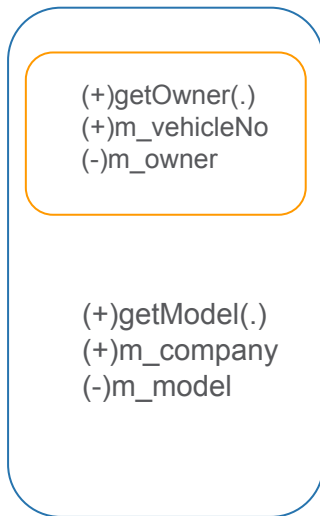 (+)getOwner(.)
(+)m_vehicleNo
(-)m_owner
(+)getModel(.)
(+)m_company
(-)m_model